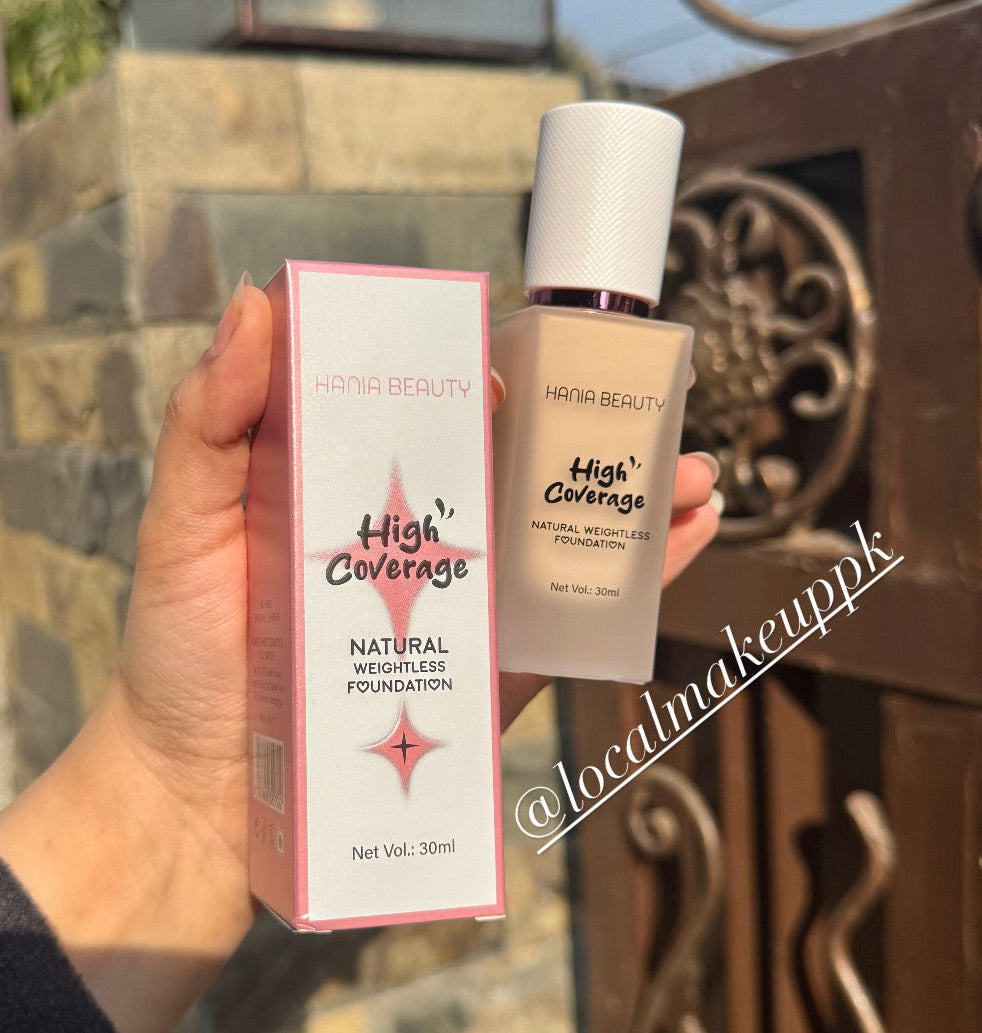 HANIA BEAUTY
High
Coverage
NATURAL
WEIGHTLESS
FOUNDATION
Net Vol.: 30ml
HANIA BEAUTY
High
Coverage
NATURAL WEIGHTLESS
FOUNDATION
Net Vol.: 30ml
@localmakeuppk